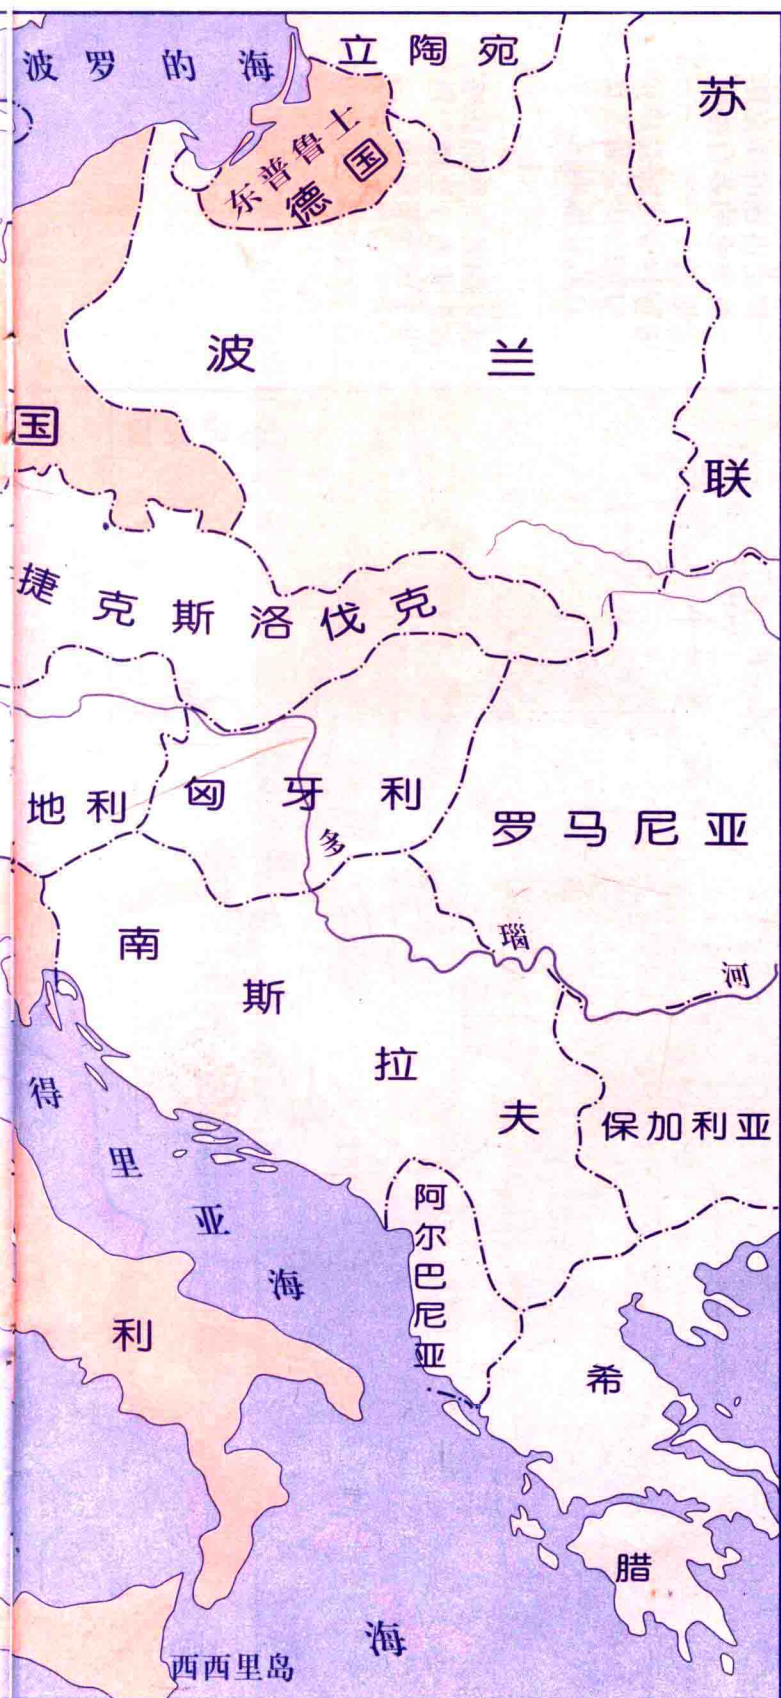 波罗的海
立陶宛
苏
东普鲁士
德国
波兰
国
联
捷克斯洛伐克
地利
匈牙利
多
罗马尼亚
南斯拉夫
瑙
河
得里亚海
保加利亚
阿尔巴尼亚
利
希
腊
海
西西里岛